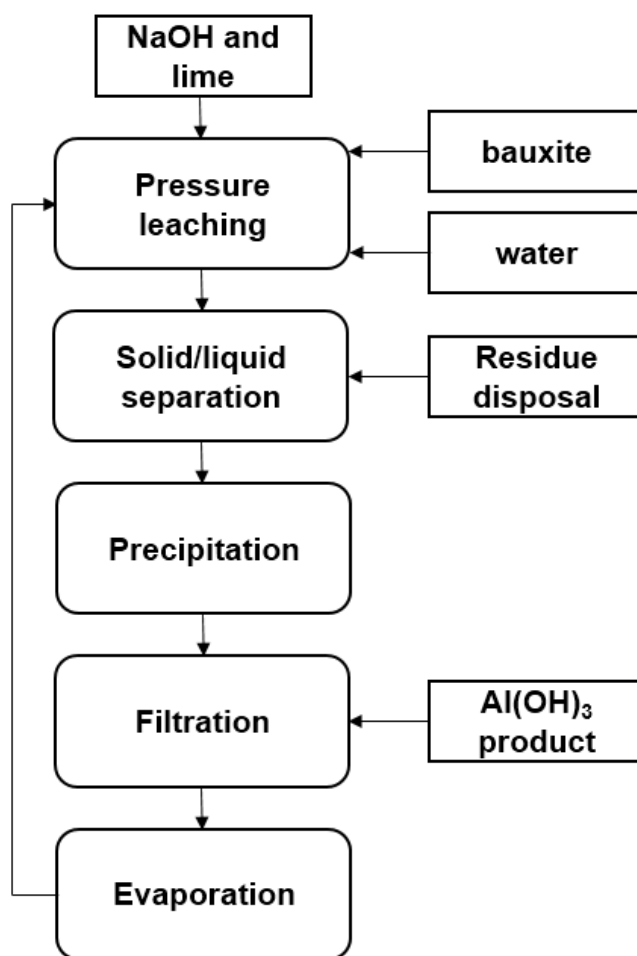 NaOH and
lime
bauxite
Pressure
leaching
water
Solid/liquid
separation
Residue
disposal
Precipitation
Filtration
Al(OH)₃
product
Evaporation